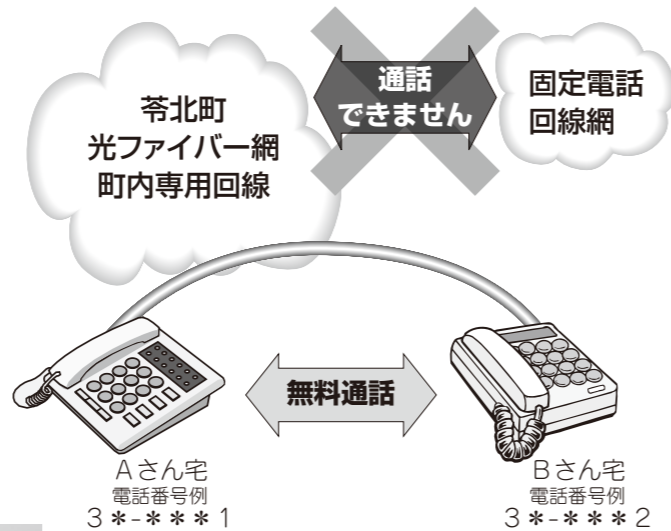 苓北町
光ファイバー網
町内専用回線
通話
できません
固定電話
回線網
無料通話
Aさん宅
電話番号例
3*-***1
Bさん宅
電話番号例
3*-***2